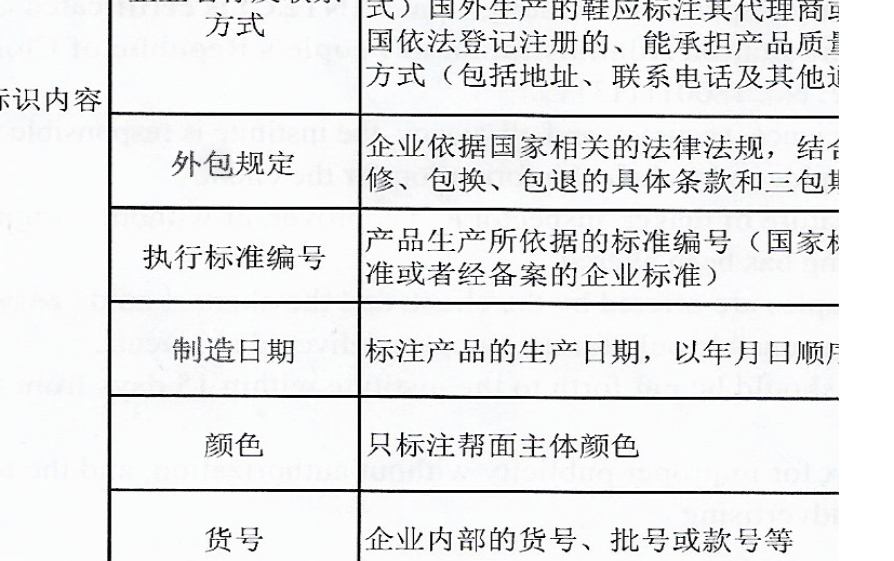 式）国外生产的鞋应标注其代理商或
方式
国依法登记注册的、能承担产品质量
方式（包括地址、联系电话及其他通
标识内容
外包规定
企业依据国家相关的法律法规，结合
修、包换、包退的具体条款和三包期
执行标准编号
产品生产所依据的标准编号（国家标
准或者经备案的企业标准）
制造日期
标注产品的生产日期，以年月日顺序
颜色
只标注帮面主体颜色
货号
企业内部的货号、批号或款号等